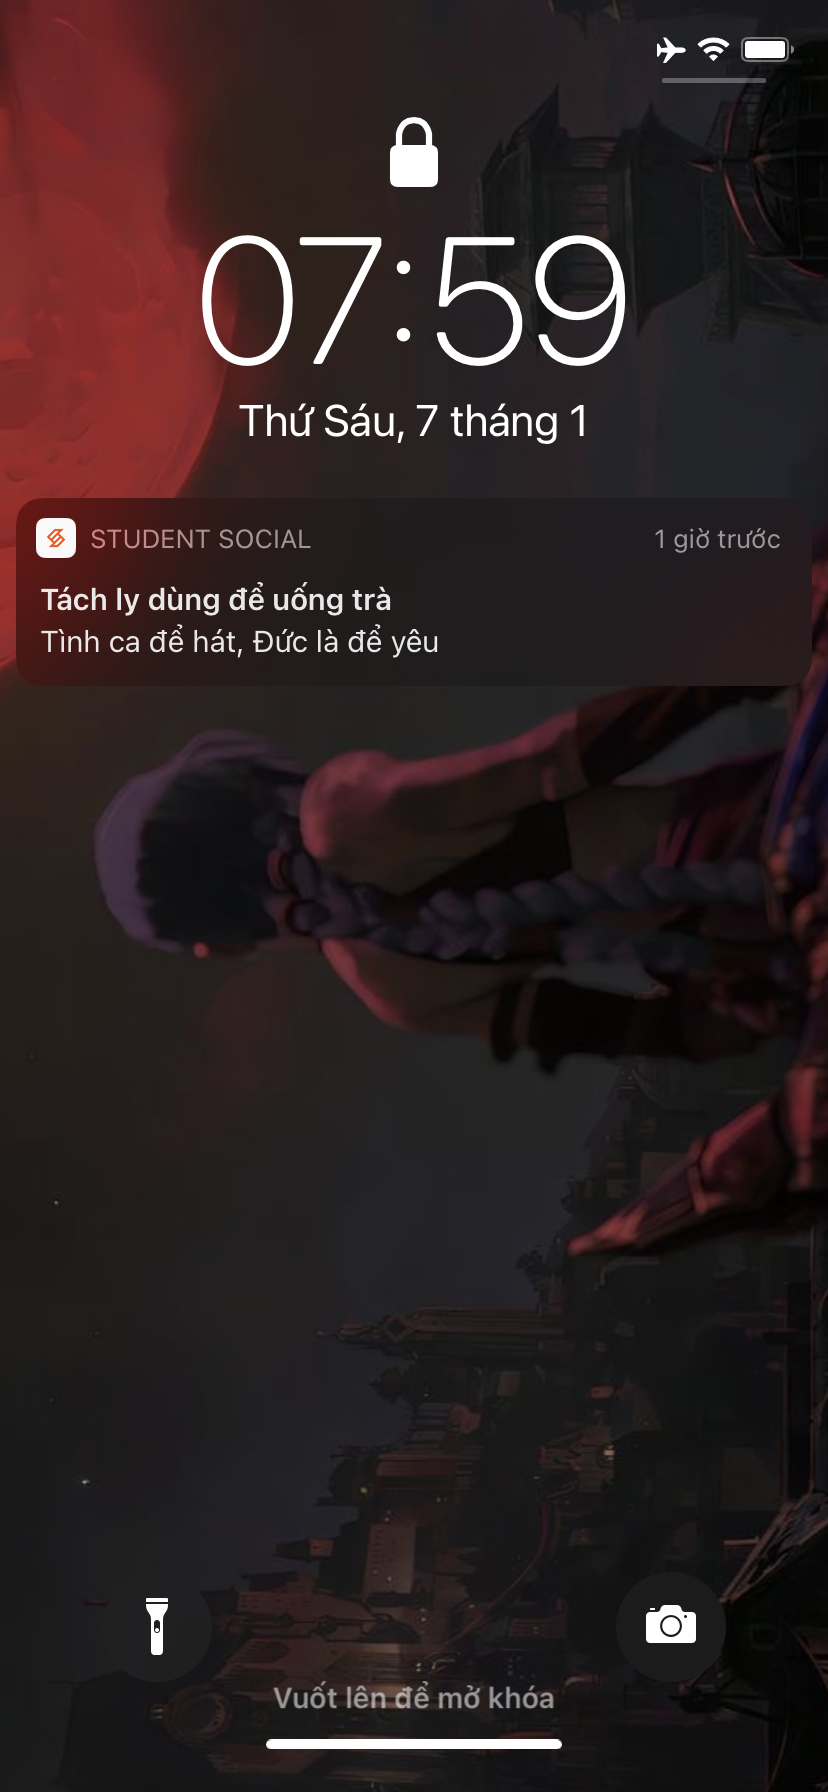 07:59
Thứ Sáu, 7 tháng 1
STUDENT SOCIAL
1 giờ trước
Tách ly dùng để uống trà
Tình ca để hát, Đức là để yêu
Vuốt lên để mở khóa